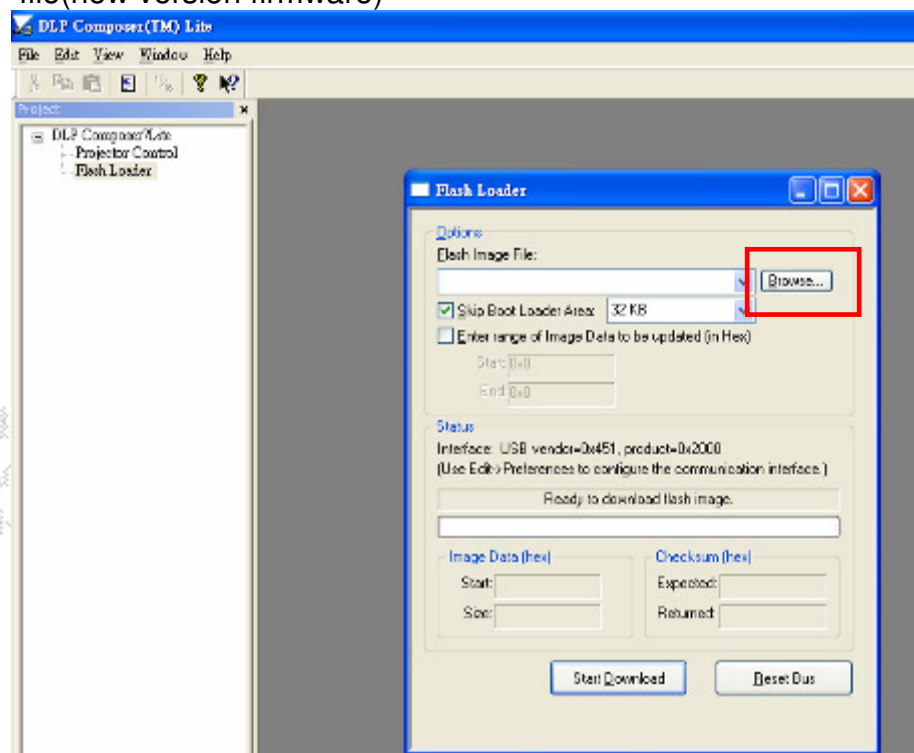 file(new version firmware)
DLP Composer(TM) Lite
File Edit View Window Help
Project
DLP Composer?Lite
Projector Control
Flash Loader
Flash Loader
Options
Flash Image File:
Browse...
Skip Boot Loader Area: 32 KB
Enter range of Image Data to be updated (in Hex)
Start: 0x0
End: 0x0
Status
Interface: USB vendor=0x451, product=0x2000
(Use Edit>Preferences to configure the communication interface.)
Ready to download flash image.
Image Data (hex) Checksum (hex)
Start: Expected:
Size: Returned:
Start Download Reset Bus